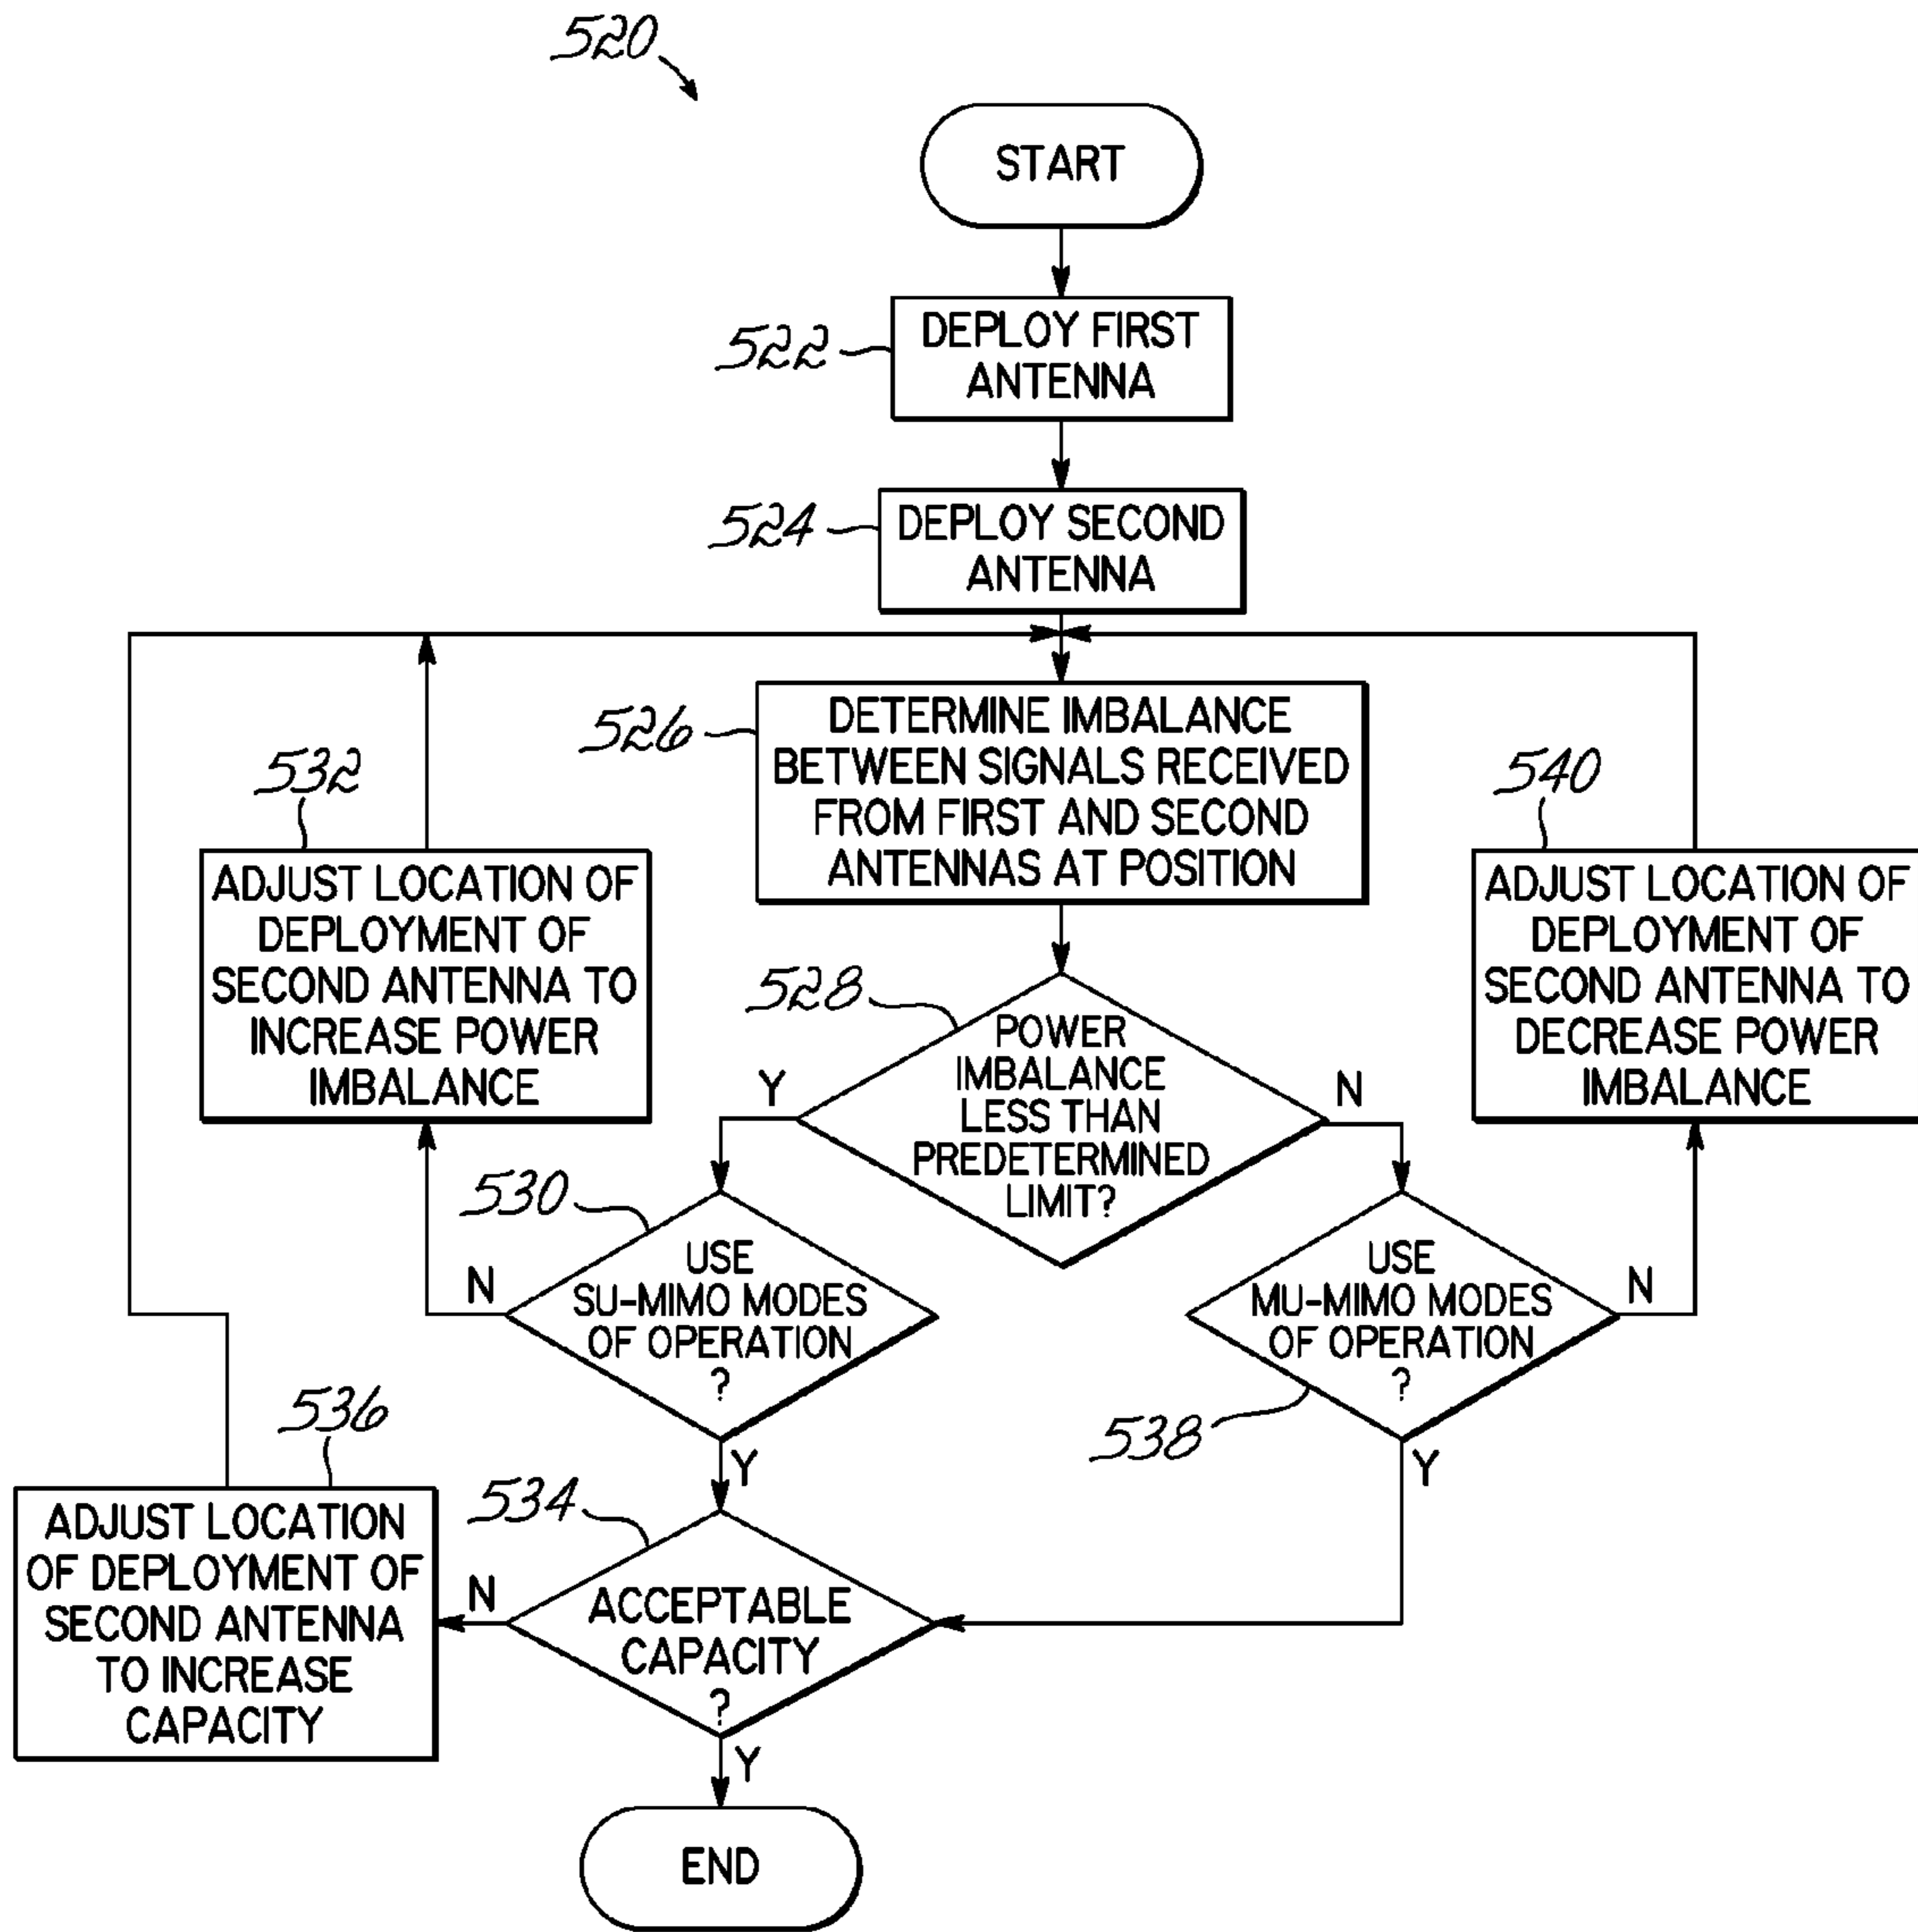 520
START
522
DEPLOY FIRST
ANTENNA
524
DEPLOY SECOND
ANTENNA
526
DETERMINE IMBALANCE
BETWEEN SIGNALS RECEIVED
FROM FIRST AND SECOND
ANTENNAS AT POSITION
532
ADJUST LOCATION OF
DEPLOYMENT OF
SECOND ANTENNA TO
INCREASE POWER
IMBALANCE
540
ADJUST LOCATION OF
DEPLOYMENT OF
SECOND ANTENNA TO
DECREASE POWER
IMBALANCE
528
POWER
IMBALANCE
LESS THAN
PREDETERMINED
LIMIT?
Y
N
530
USE
SU-MIMO MODES
OF OPERATION
?
N
Y
USE
MU-MIMO MODES
OF OPERATION
?
N
538
Y
536
ADJUST LOCATION
OF DEPLOYMENT OF
SECOND ANTENNA
TO INCREASE
CAPACITY
534
N
ACCEPTABLE
CAPACITY
?
Y
END